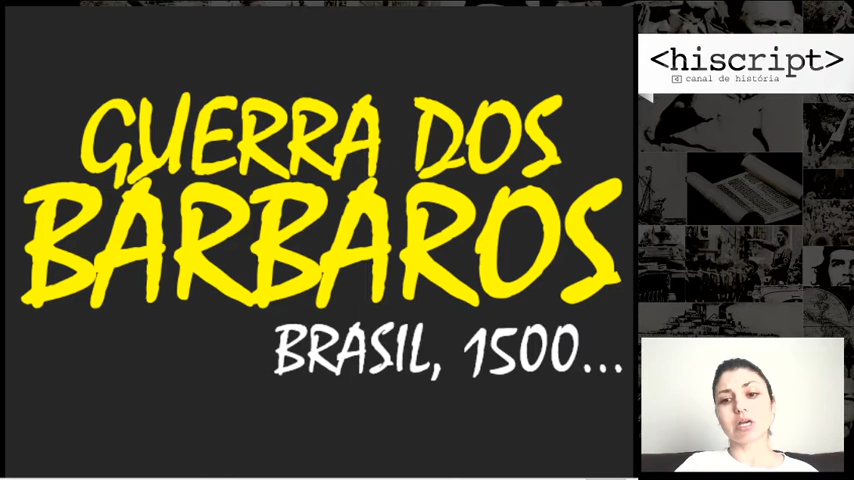 GUERRA DOS
BÁRBAROS
BRASIL, 1500...
<hiscript>
canal de história